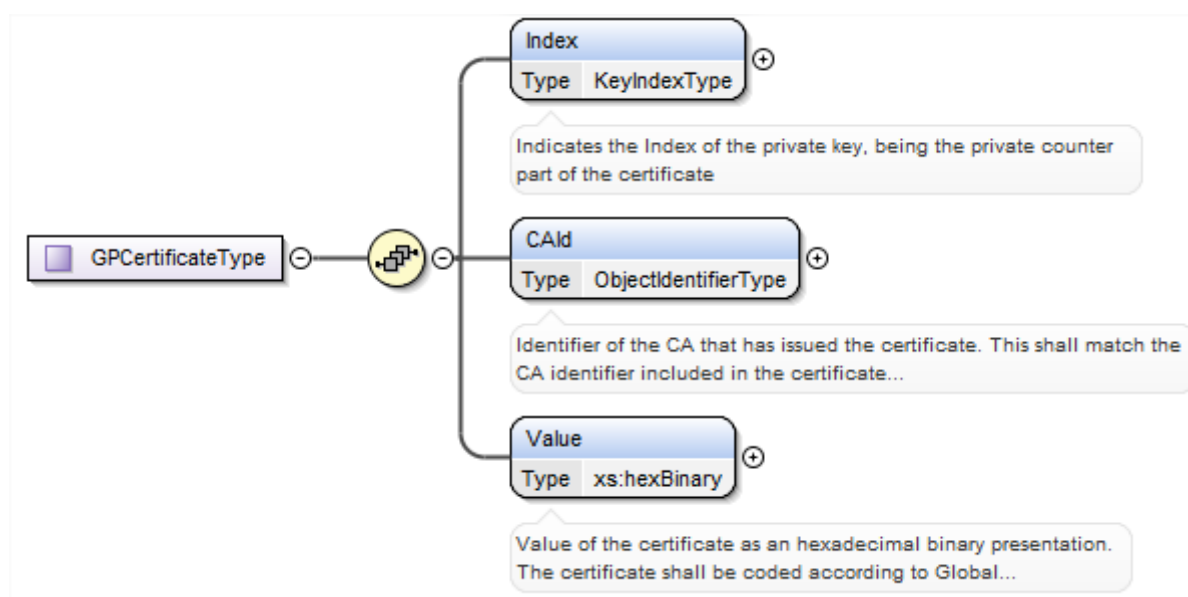 Index
Type KeyIndexType
Indicates the Index of the private key, being the private counter
part of the certificate
GPCertificateType
CAId
Type ObjectIdentifierType
Identifier of the CA that has issued the certificate. This shall match the
CA identifier included in the certificate...
Value
Type xs:hexBinary
Value of the certificate as an hexadecimal binary presentation.
The certificate shall be coded according to Global...